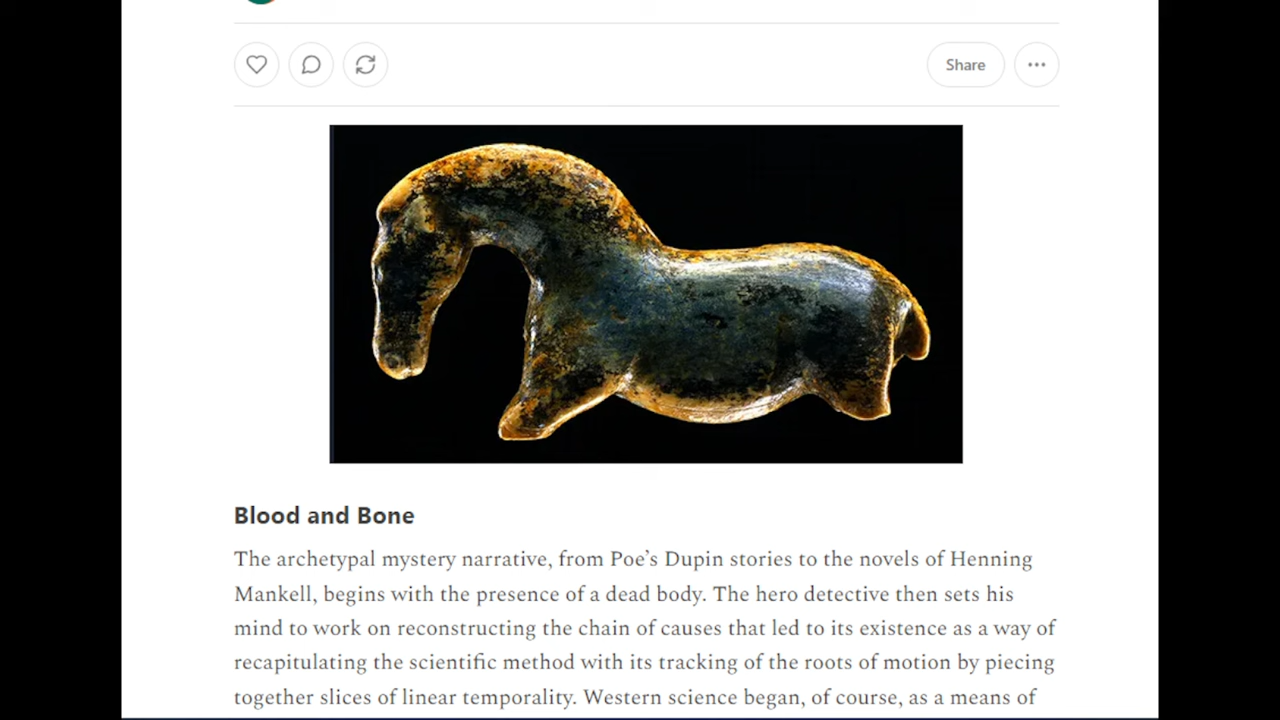 Share
Blood and Bone
The archetypal mystery narrative, from Poe’s Dupin stories to the novels of Henning
Mankell, begins with the presence of a dead body. The hero detective then sets his
mind to work on reconstructing the chain of causes that led to its existence as a way of
recapitulating the scientific method with its tracking of the roots of motion by piecing
together slices of linear temporality. Western science began, of course, as a means of